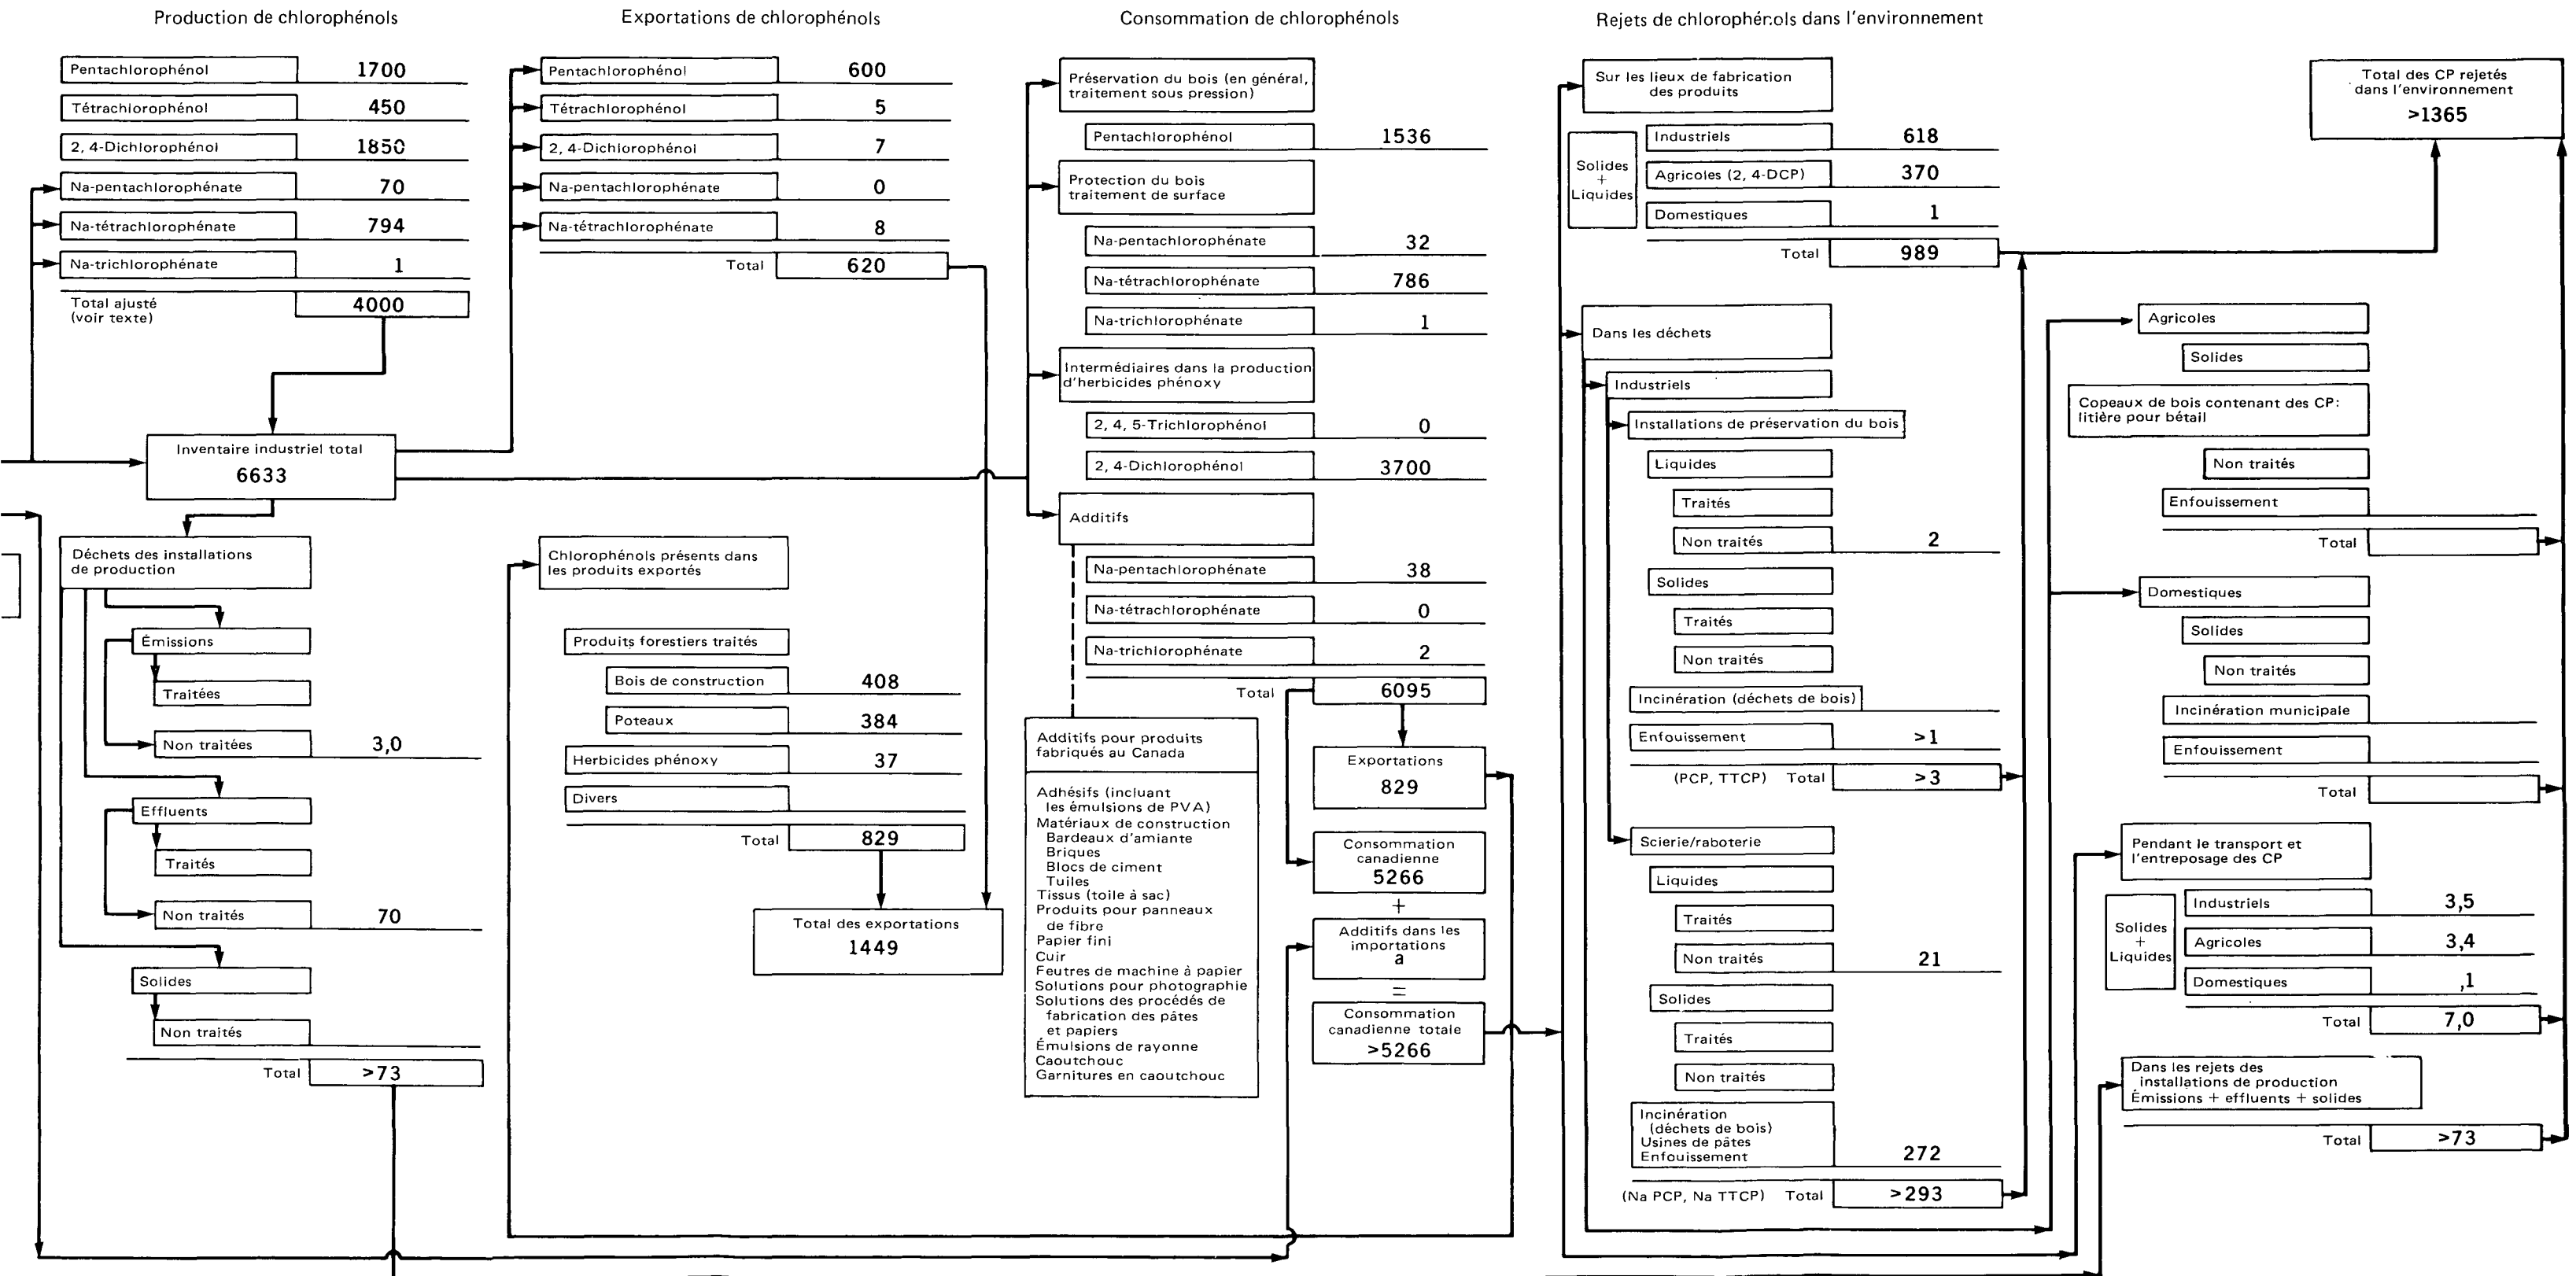 Production de chlorophénols
Pentachlorophénol 1700
Tétrachlorophénol 450
2, 4-Dichlorophénol 1850
Na-pentachlorophénate 70
Na-tétrachlorophénate 794
Na-trichlorophénate 1
Total ajusté 4000
(voir texte)
Inventaire industriel total
6633
Déchets des installations
de production
Émissions
Traitées
Non traitées 3,0
Effluents
Traités
Non traités 70
Solides
Non traités
Total >73
Exportations de chlorophénols
Pentachlorophénol 600
Tétrachlorophénol 5
2, 4-Dichlorophénol 7
Na-pentachlorophénate 0
Na-tétrachlorophénate 8
Total 620
Chlorophénols présents dans
les produits exportés
Produits forestiers traités
Bois de construction 408
Poteaux 384
Herbicides phénoxy 37
Divers
Total 829
Total des exportations
1449
Consommation de chlorophénols
Préservation du bois (en général,
traitement sous pression)
Pentachlorophénol 1536
Protection du bois
traitement de surface
Na-pentachlorophénate 32
Na-tétrachlorophénate 786
Na-trichlorophénate 1
Intermédiaires dans la production
d'herbicides phénoxy
2, 4, 5-Trichlorophénol 0
2, 4-Dichlorophénol 3700
Additifs
Na-pentachlorophénate 38
Na-tétrachlorophénate 0
Na-trichlorophénate 2
Total 6095
Additifs pour produits
fabriqués au Canada
Adhésifs (incluant
les émulsions de PVA)
Matériaux de construction
Bardeaux d'amiante
Briques
Blocs de ciment
Tuiles
Tissus (toile à sac)
Produits pour panneaux
de fibre
Papier fini
Cuir
Feutres de machine à papier
Solutions pour photographie
Solutions des procédés de
fabrication des pâtes
et papiers
Émulsions de rayonne
Caoutchouc
Garnitures en caoutchouc
Exportations
829
Consommation
canadienne
5266
+
Additifs dans les
importations
a
=
Consommation
canadienne totale
>5266
Rejets de chlorophénols dans l'environnement
Sur les lieux de fabrication
des produits
Solides
+
Liquides
Industriels 618
Agricoles (2, 4-DCP) 370
Domestiques 1
Total 989
Dans les déchets
Industriels
Installations de préservation du bois
Liquides
Traités
Non traités 2
Solides
Traités
Non traités
Incinération (déchets de bois)
Enfouissement >1
(PCP, TTCP) Total >3
Scierie/raboterie
Liquides
Traités
Non traités 21
Solides
Traités
Non traités
Incinération
(déchets de bois)
Usines de pâtes
Enfouissement 272
(Na PCP, Na TTCP) Total >293
Total des CP rejetés
dans l'environnement
>1365
Agricoles
Solides
Copeaux de bois contenant des CP:
litière pour bétail
Non traités
Enfouissement
Total
Domestiques
Solides
Non traités
Incinération municipale
Enfouissement
Total
Pendant le transport et
l'entreposage des CP
Solides
+
Liquides
Industriels 3,5
Agricoles 3,4
Domestiques ,1
Total 7,0
Dans les rejets des
installations de production
Émissions + effluents + solides
Total >73